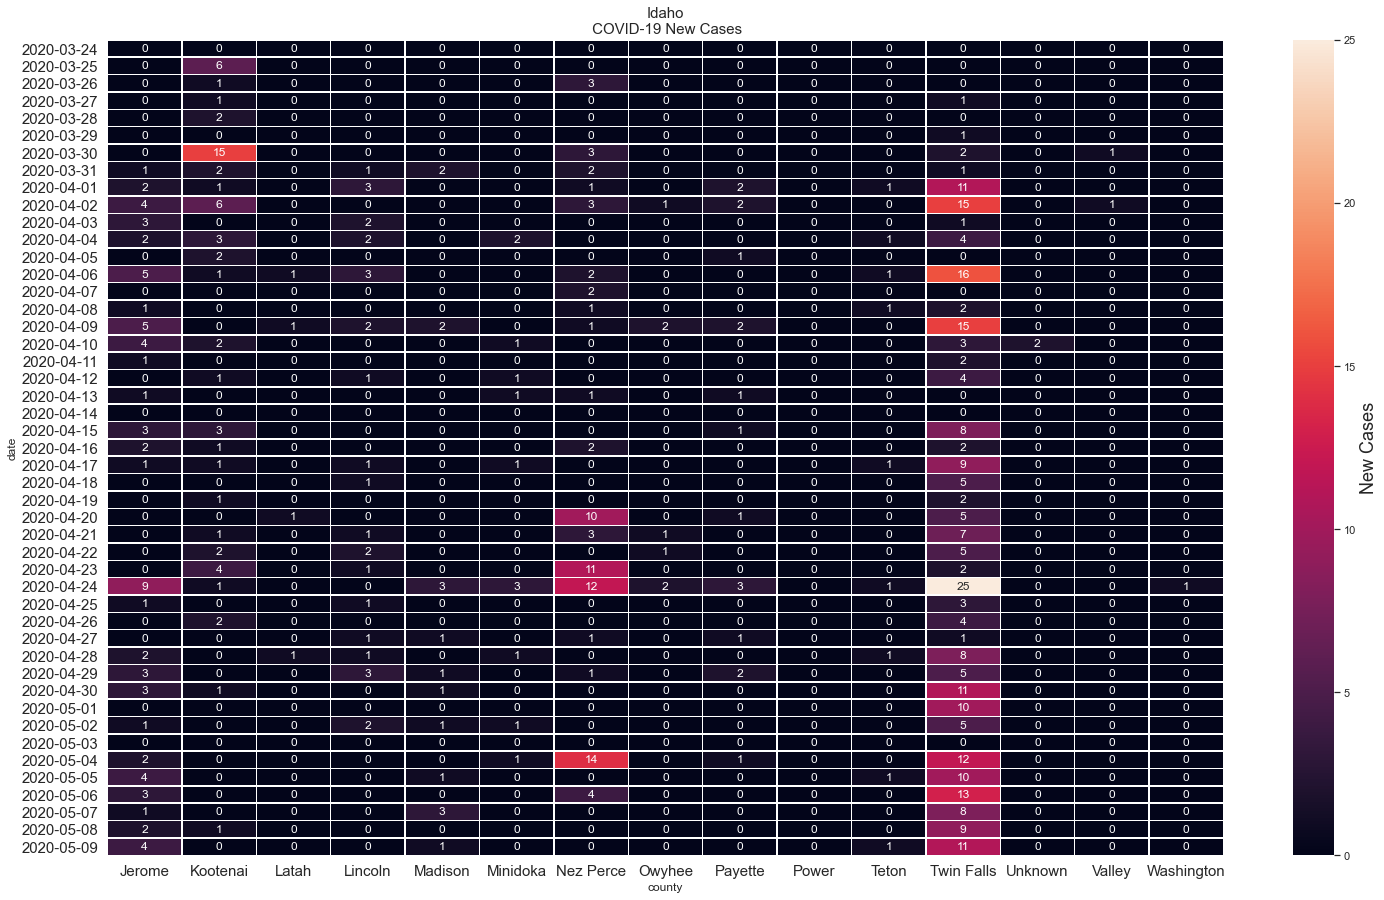 Idaho
COVID-19 New Cases
2020-03-24 0 0 0 0 0 0 0 0 0 0 0 0 0 0 0
2020-03-25 0 6 0 0 0 0 0 0 0 0 0 0 0 0 0
2020-03-26 0 1 0 0 0 0 3 0 0 0 0 0 0 0 0
2020-03-27 0 1 0 0 0 0 0 0 0 0 0 1 0 0 0
2020-03-28 0 2 0 0 0 0 0 0 0 0 0 0 0 0 0
2020-03-29 0 0 0 0 0 0 0 0 0 0 0 1 0 0 0
2020-03-30 0 15 0 0 0 0 3 0 0 0 0 2 0 1 0
2020-03-31 1 2 0 1 2 0 2 0 0 0 0 1 0 0 0
2020-04-01 2 1 0 3 0 0 1 0 2 0 1 11 0 0 0
2020-04-02 4 6 0 0 0 0 3 1 2 0 0 15 0 1 0
2020-04-03 3 0 0 2 0 0 0 0 0 0 0 1 0 0 0
2020-04-04 2 3 0 2 0 2 0 0 0 0 1 4 0 0 0
2020-04-05 0 2 0 0 0 0 0 0 1 0 0 0 0 0 0
2020-04-06 5 1 1 3 0 0 2 0 0 0 1 16 0 0 0
2020-04-07 0 0 0 0 0 0 2 0 0 0 0 0 0 0 0
2020-04-08 1 0 0 0 0 0 1 0 0 0 1 2 0 0 0
2020-04-09 5 0 1 2 2 0 1 2 2 0 0 15 0 0 0
2020-04-10 4 2 0 0 0 1 0 0 0 0 0 3 2 0 0
2020-04-11 1 0 0 0 0 0 0 0 0 0 0 2 0 0 0
2020-04-12 0 1 0 1 0 1 0 0 0 0 0 4 0 0 0
2020-04-13 1 0 0 0 0 1 1 0 1 0 0 0 0 0 0
2020-04-14 0 0 0 0 0 0 0 0 0 0 0 0 0 0 0
2020-04-15 3 3 0 0 0 0 0 0 1 0 0 8 0 0 0
2020-04-16 2 1 0 0 0 0 2 0 0 0 0 2 0 0 0
2020-04-17 1 1 0 1 0 1 0 0 0 0 1 9 0 0 0
2020-04-18 0 0 0 1 0 0 0 0 0 0 0 5 0 0 0
2020-04-19 0 1 0 0 0 0 0 0 0 0 0 2 0 0 0
2020-04-20 0 0 1 0 0 0 10 0 1 0 0 5 0 0 0
2020-04-21 0 1 0 1 0 0 3 1 0 0 0 7 0 0 0
2020-04-22 0 2 0 2 0 0 0 1 0 0 0 5 0 0 0
2020-04-23 0 4 0 1 0 0 11 0 0 0 0 2 0 0 0
2020-04-24 9 1 0 0 3 3 12 2 3 0 1 25 0 0 1
2020-04-25 1 0 0 1 0 0 0 0 0 0 0 3 0 0 0
2020-04-26 0 2 0 0 0 0 0 0 0 0 0 4 0 0 0
2020-04-27 0 0 0 1 1 0 1 0 1 0 0 1 0 0 0
2020-04-28 2 0 1 1 0 1 0 0 0 0 1 8 0 0 0
2020-04-29 3 0 0 3 1 0 1 0 2 0 0 5 0 0 0
2020-04-30 3 1 0 0 1 0 0 0 0 0 0 11 0 0 0
2020-05-01 0 0 0 0 0 0 0 0 0 0 0 10 0 0 0
2020-05-02 1 0 0 2 1 1 0 0 0 0 0 5 0 0 0
2020-05-03 0 0 0 0 0 0 0 0 0 0 0 0 0 0 0
2020-05-04 2 0 0 0 0 1 14 0 1 0 0 12 0 0 0
2020-05-05 4 0 0 0 1 0 0 0 0 0 1 10 0 0 0
2020-05-06 3 0 0 0 0 0 4 0 0 0 0 13 0 0 0
2020-05-07 1 0 0 0 3 0 0 0 0 0 0 8 0 0 0
2020-05-08 2 1 0 0 0 0 0 0 0 0 0 9 0 0 0
2020-05-09 4 0 0 0 1 0 0 0 0 0 1 11 0 0 0
date
Jerome Kootenai Latah Lincoln Madison Minidoka Nez Perce Owyhee Payette Power Teton Twin Falls Unknown Valley Washington
county
25
20
15
10
5
0
New Cases